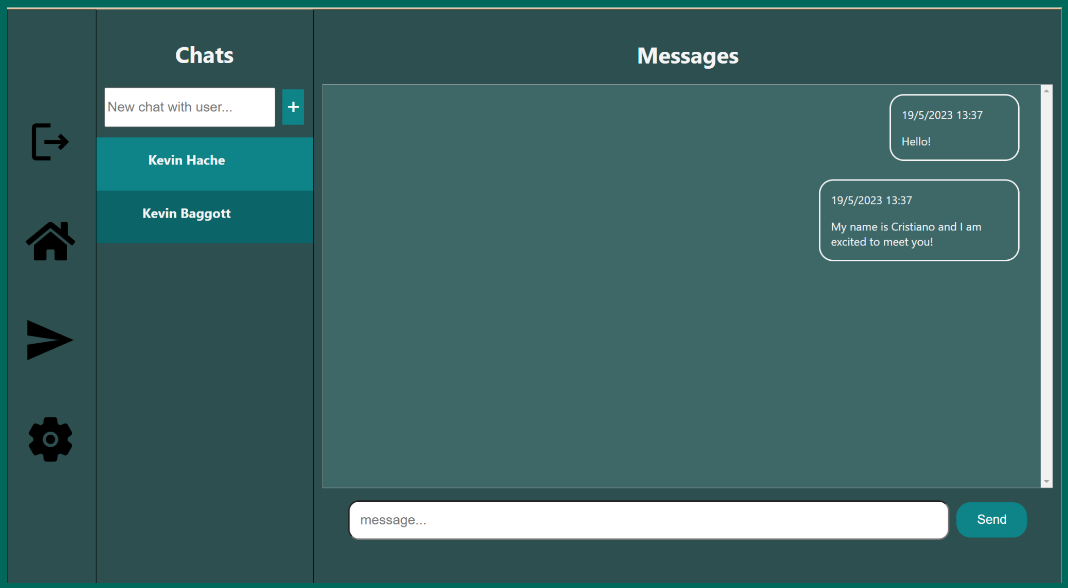 Chats
New chat with user...
+
Kevin Hache
Kevin Baggott
Messages
19/5/2023 13:37
Hello!
19/5/2023 13:37
My name is Cristiano and I am
excited to meet you!
message...
Send